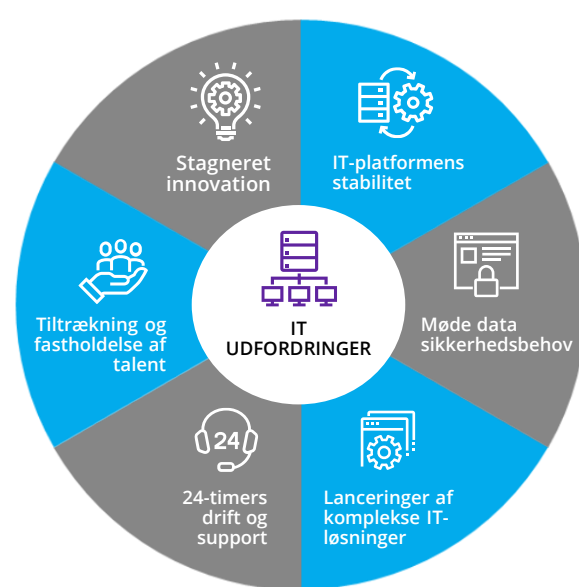 Stagneret
innovation
IT-platformens
stabilitet
Tiltrækning og
fastholdelse af
talent
IT
UDFORDRINGER
Møde data
sikkerhedsbehov
24
24-timers
drift og
support
Lanceringer af
komplekse IT-
løsninger